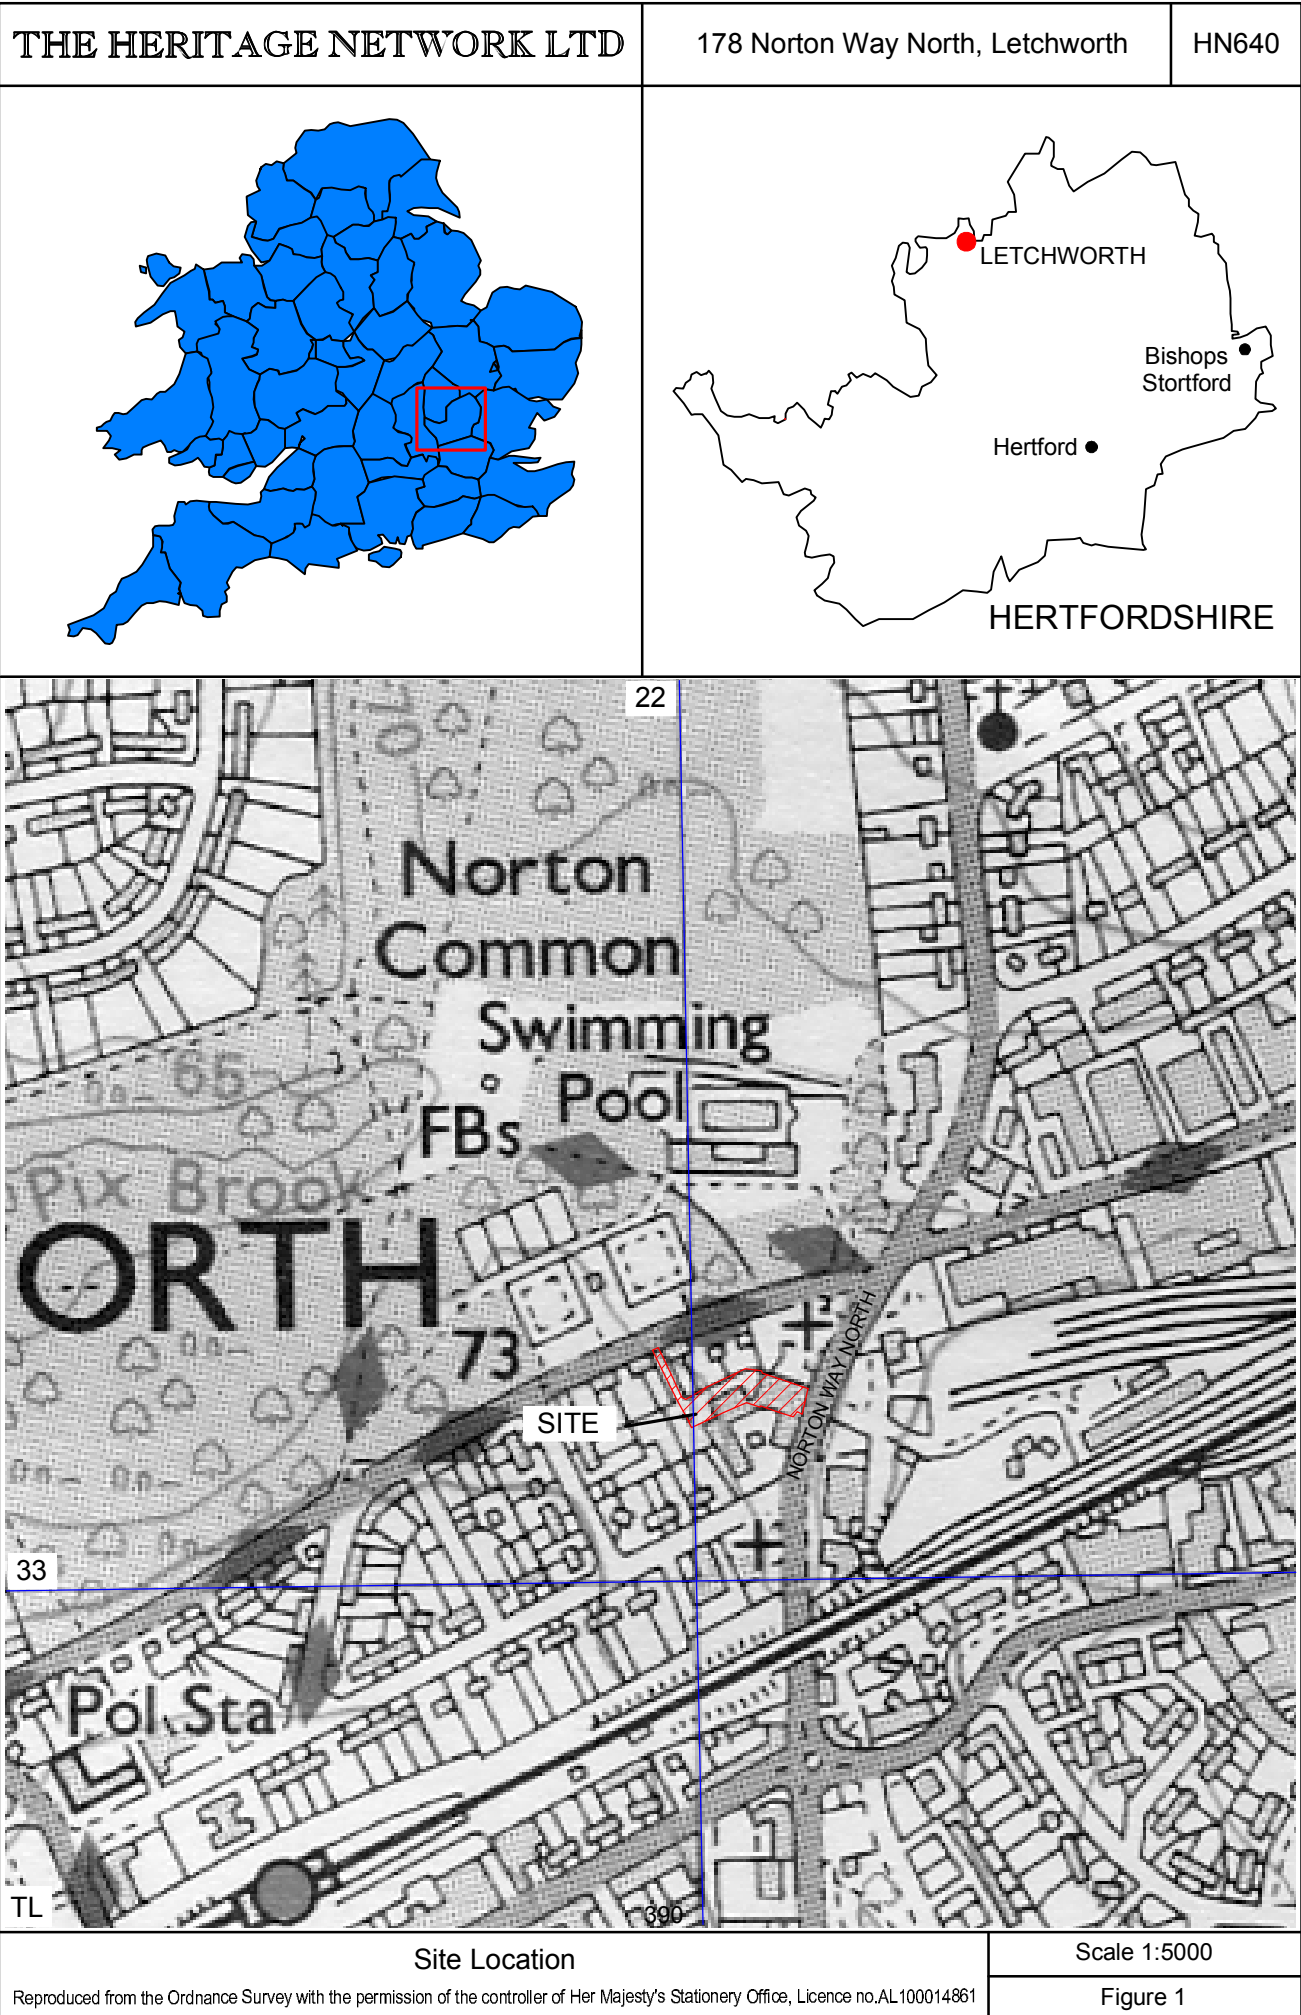 THE HERITAGE NETWORK LTD
178 Norton Way North, Letchworth
HN640
LETCHWORTH
Bishops
Stortford
Hertford
HERTFORDSHIRE
22
70
Norton
Common
Swimming
Pool
65
FBs
Pix Brook
ORTH
73
SITE
NORTON WAY NORTH
33
Pol Sta
TL
390
Site Location
Scale 1:5000
Reproduced from the Ordnance Survey with the permission of the controller of Her Majesty's Stationery Office, Licence no.AL100014861
Figure 1